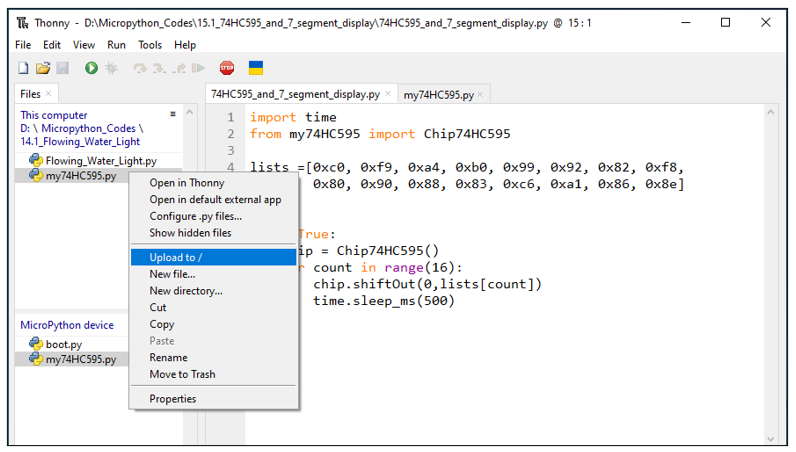 Thonny - D:\Micropython_Codes\15.1_74HC595_and_7_segment_display\74HC595_and_7_segment_display.py @ 15 : 1
File Edit View Run Tools Help
STOP
Files
74HC595_and_7_segment_display.py my74HC595.py
This computer
D: \ Micropython_Codes \
14.1_Flowing_Water_Light
Flowing_Water_Light.py
my74HC595.py
Open in Thonny
Open in default external app
Configure .py files...
Show hidden files
Upload to /
New file...
New directory...
Cut
Copy
Paste
Rename
Move to Trash
Properties
MicroPython device
boot.py
my74HC595.py
1 import time
2 from my74HC595 import Chip74HC595
3
4 lists =[0xc0, 0xf9, 0xa4, 0xb0, 0x99, 0x92, 0x82, 0xf8,
0x80, 0x90, 0x88, 0x83, 0xc6, 0xa1, 0x86, 0x8e]
True:
ip = Chip74HC595()
r count in range(16):
chip.shiftOut(0,lists[count])
time.sleep_ms(500)